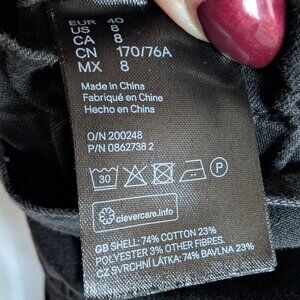 EUR 40
US 8
CA 8
CN 170/76A
MX 8
Made in China
Fabriqué en Chine
Hecho en China
O/N 200248
P/N 0862738 2
30 P
clevercare.info
GB SHELL: 74% COTTON 23%
POLYESTER 3% OTHER FIBRES.
CZ SVRCHNÍ LÁTKA: 74% BAVLNA 23%